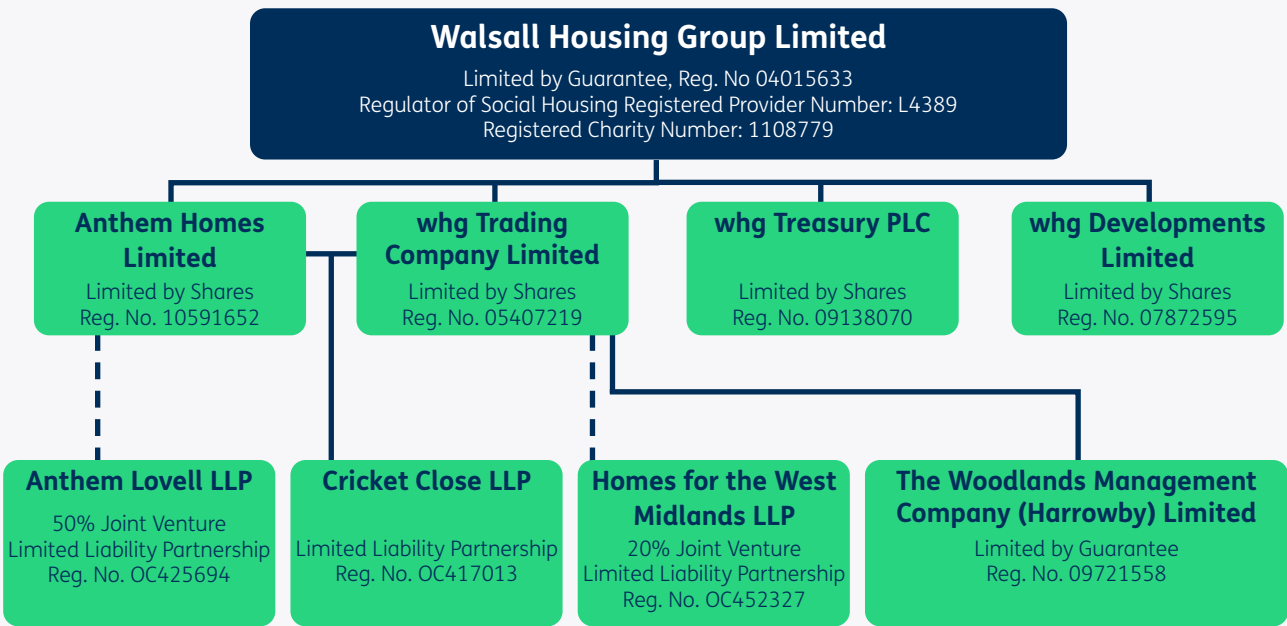 Walsall Housing Group Limited
Limited by Guarantee, Reg. No 04015633
Regulator of Social Housing Registered Provider Number: L4389
Registered Charity Number: 1108779
Anthem Homes
Limited
Limited by Shares
Reg. No. 10591652
whg Trading
Company Limited
Limited by Shares
Reg. No. 05407219
whg Treasury PLC
Limited by Shares
Reg. No. 09138070
whg Developments
Limited
Limited by Shares
Reg. No. 07872595
Anthem Lovell LLP
50% Joint Venture
Limited Liability Partnership
Reg. No. OC425694
Cricket Close LLP
Limited Liability Partnership
Reg. No. OC417013
Homes for the West
Midlands LLP
20% Joint Venture
Limited Liability Partnership
Reg. No. OC452327
The Woodlands Management
Company (Harrowby) Limited
Limited by Guarantee
Reg. No. 09721558